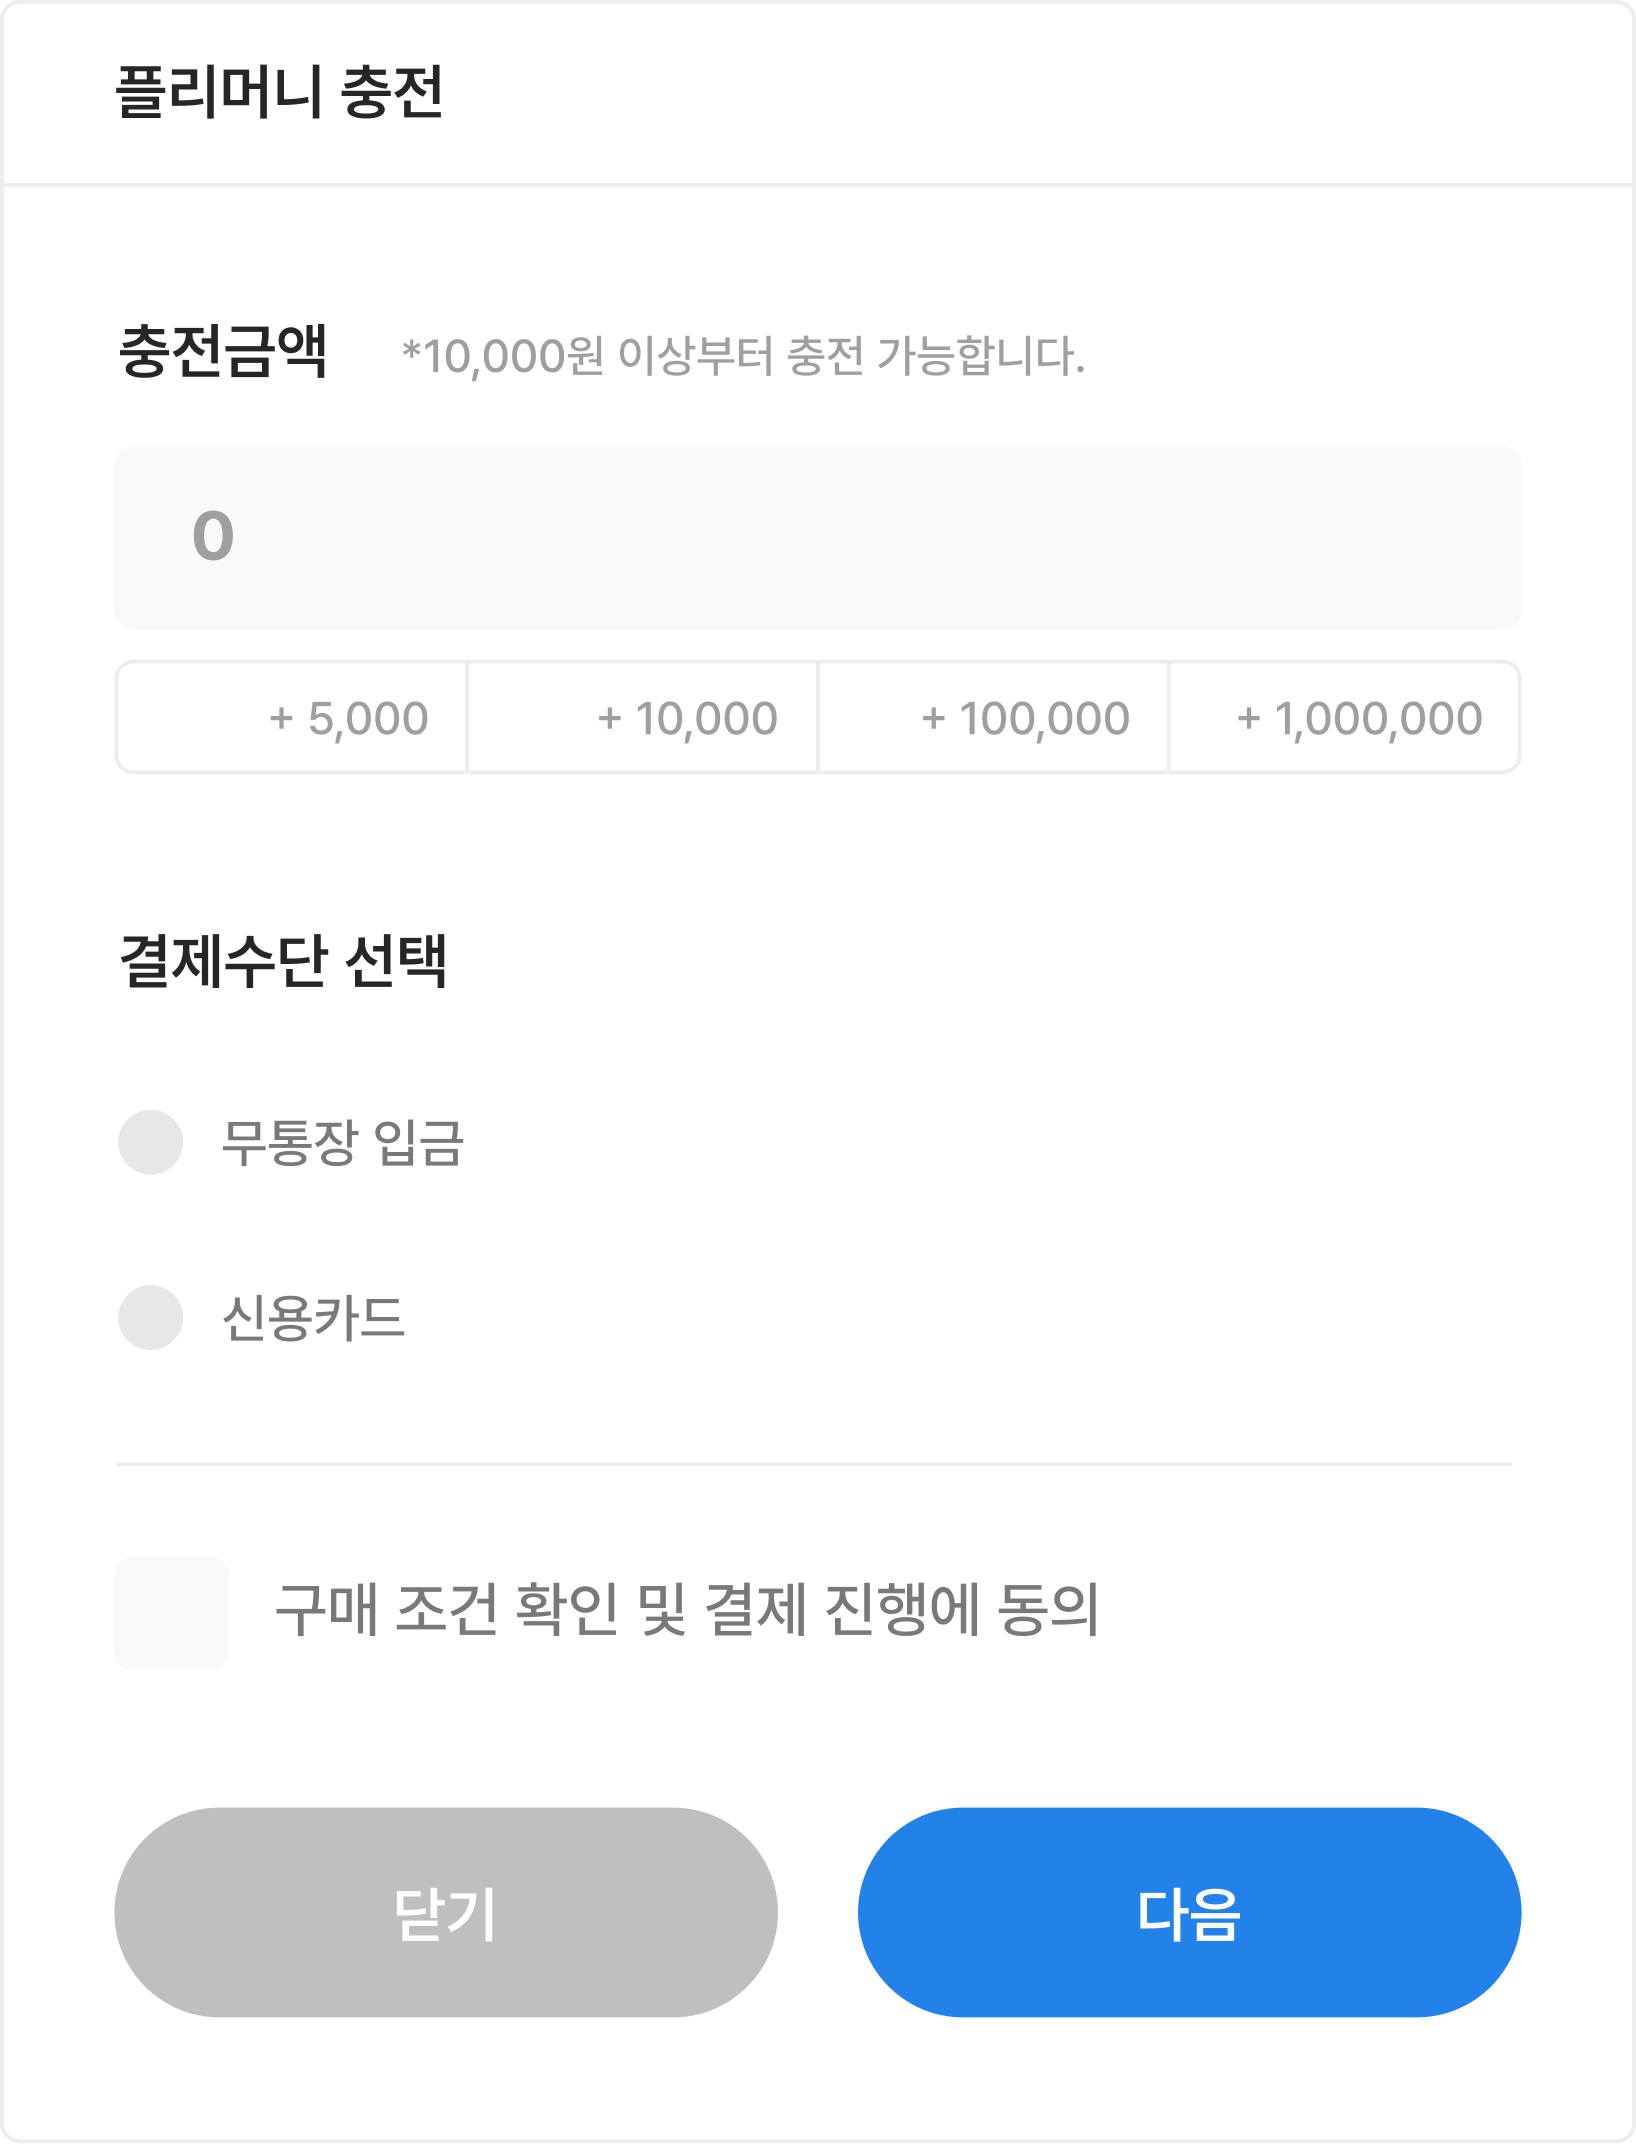 플리머니 충전
충전금액 *10,000원 이상부터 충전 가능합니다.
0
+ 5,000 + 10,000 + 100,000 + 1,000,000
결제수단 선택
무통장 입금
신용카드
구매 조건 확인 및 결제 진행에 동의
닫기 다음